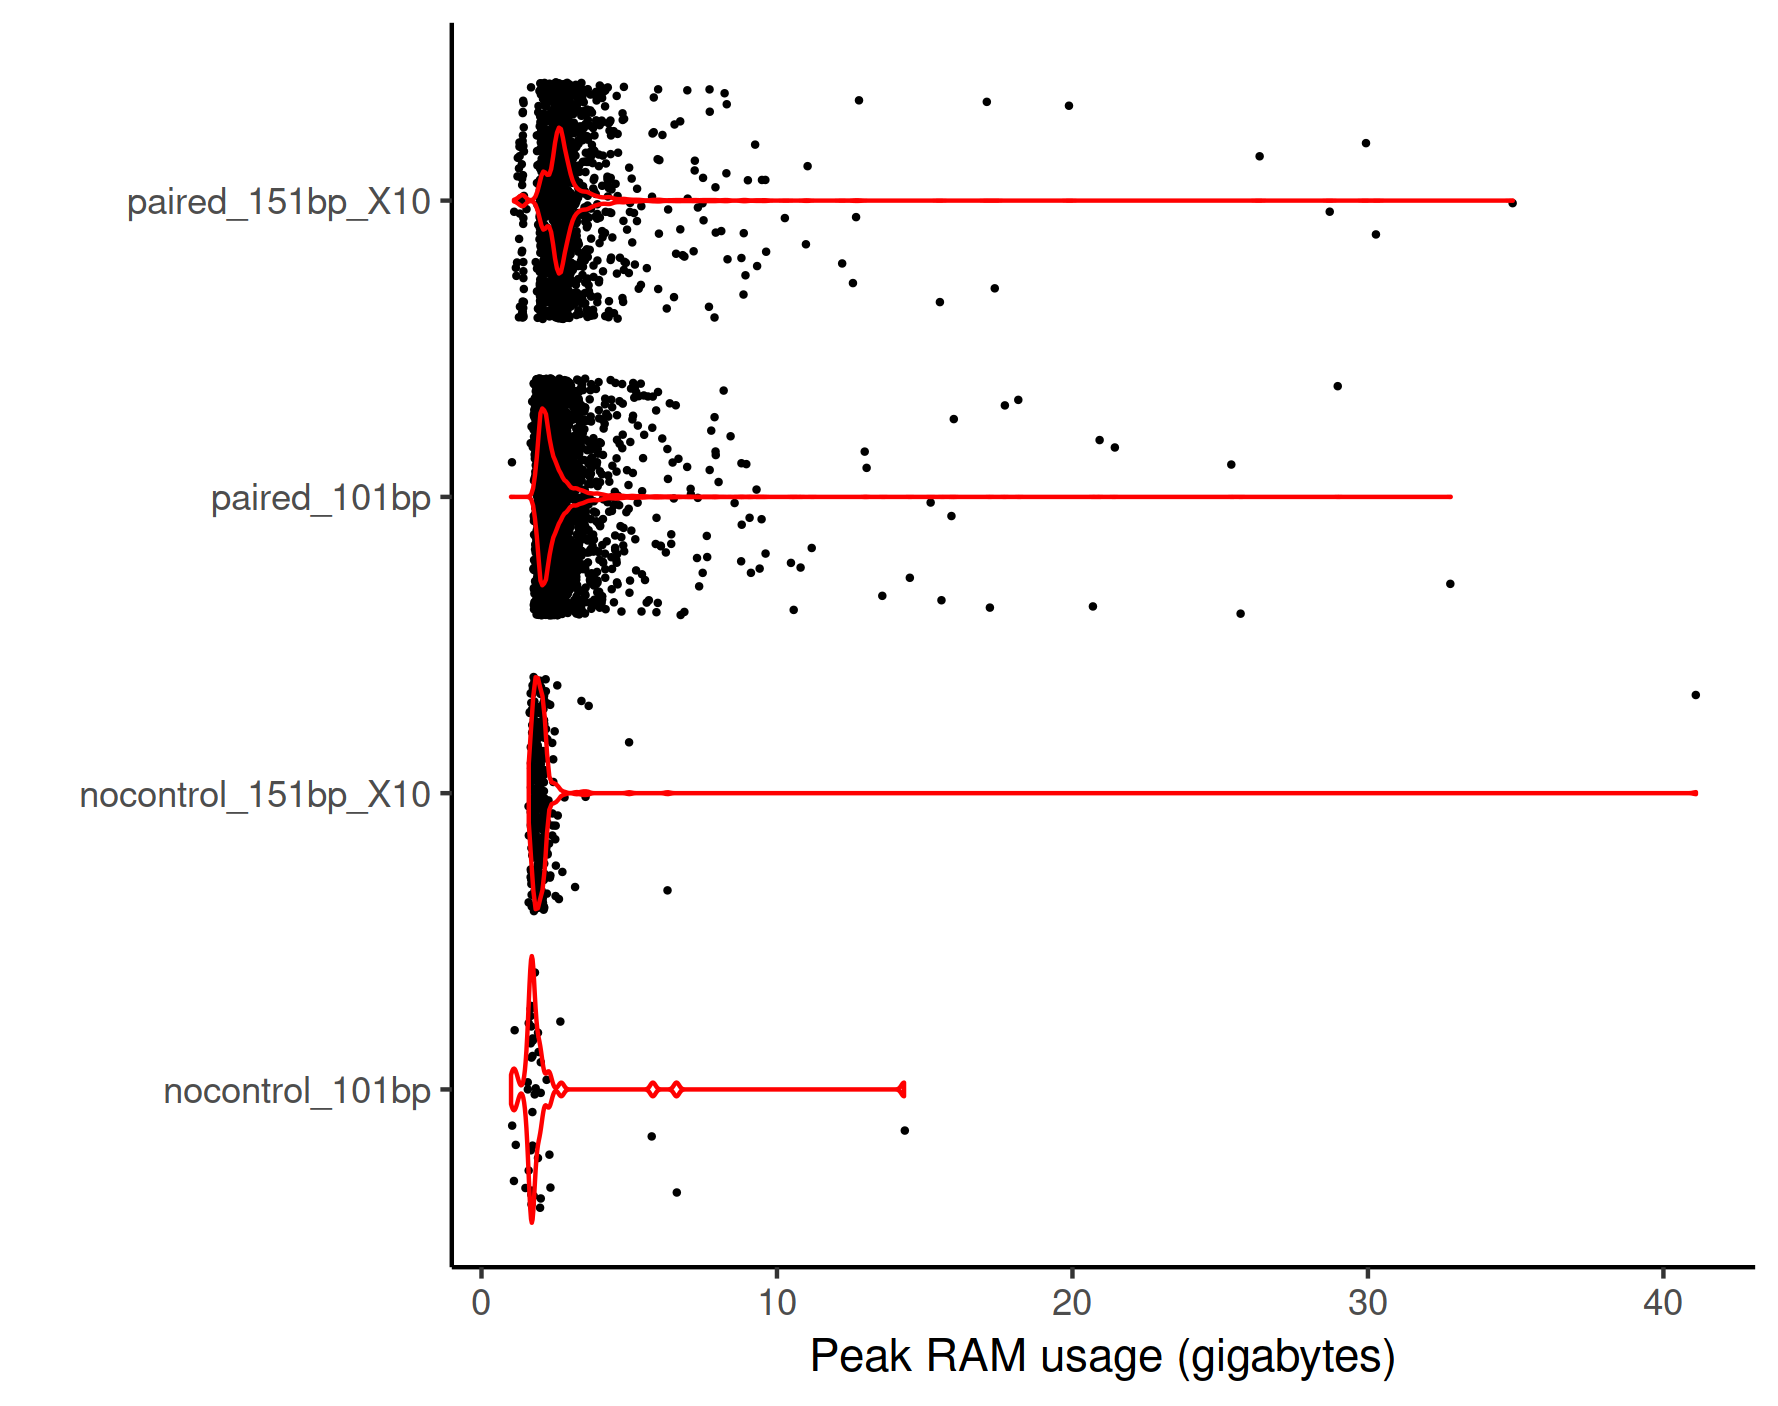 paired_151bp_X10
paired_101bp
nocontrol_151bp_X10
nocontrol_101bp
0 10 20 30 40
Peak RAM usage (gigabytes)